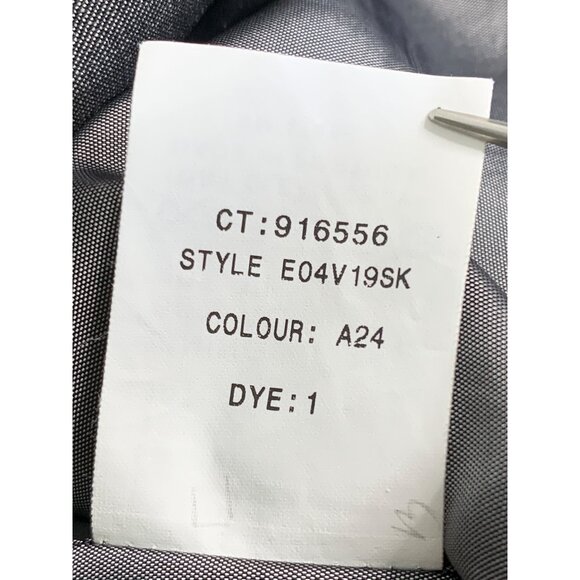 CT:916556
STYLE E04V19SK
COLOUR: A24
DYE:1